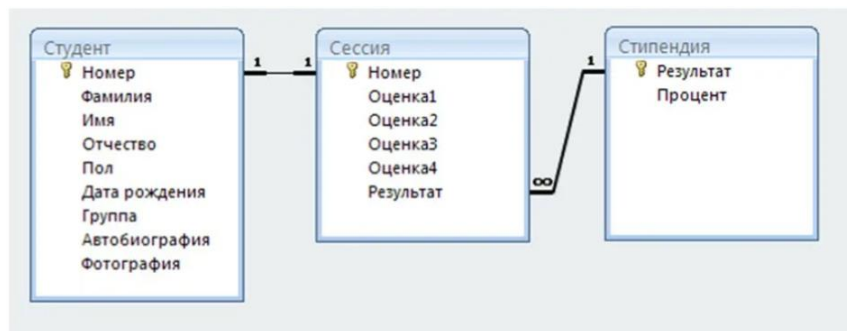 Студент
Номер
Фамилия
Имя
Отчество
Пол
Дата рождения
Группа
Автобиография
Фотография
1
1
Сессия
Номер
Оценка1
Оценка2
Оценка3
Оценка4
Результат
∞
1
Стипендия
Результат
Процент